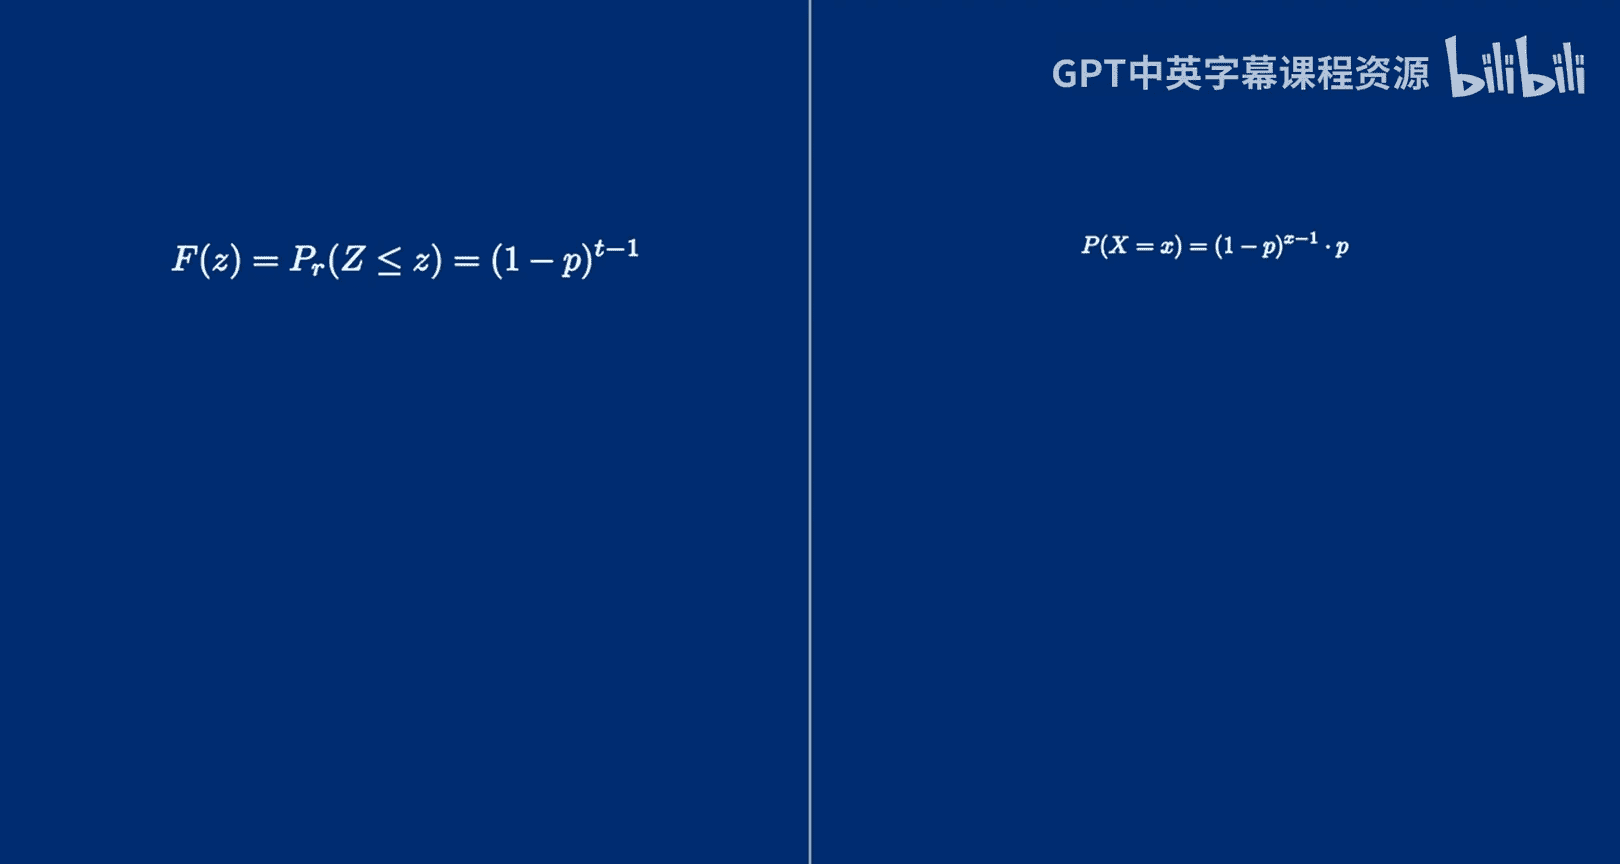 GPT中英字幕课程资源 bilibili
F(z) = P_r(Z ≤ z) = (1 − p)^{t−1}
P(X = x) = (1 − p)^{x−1} · p